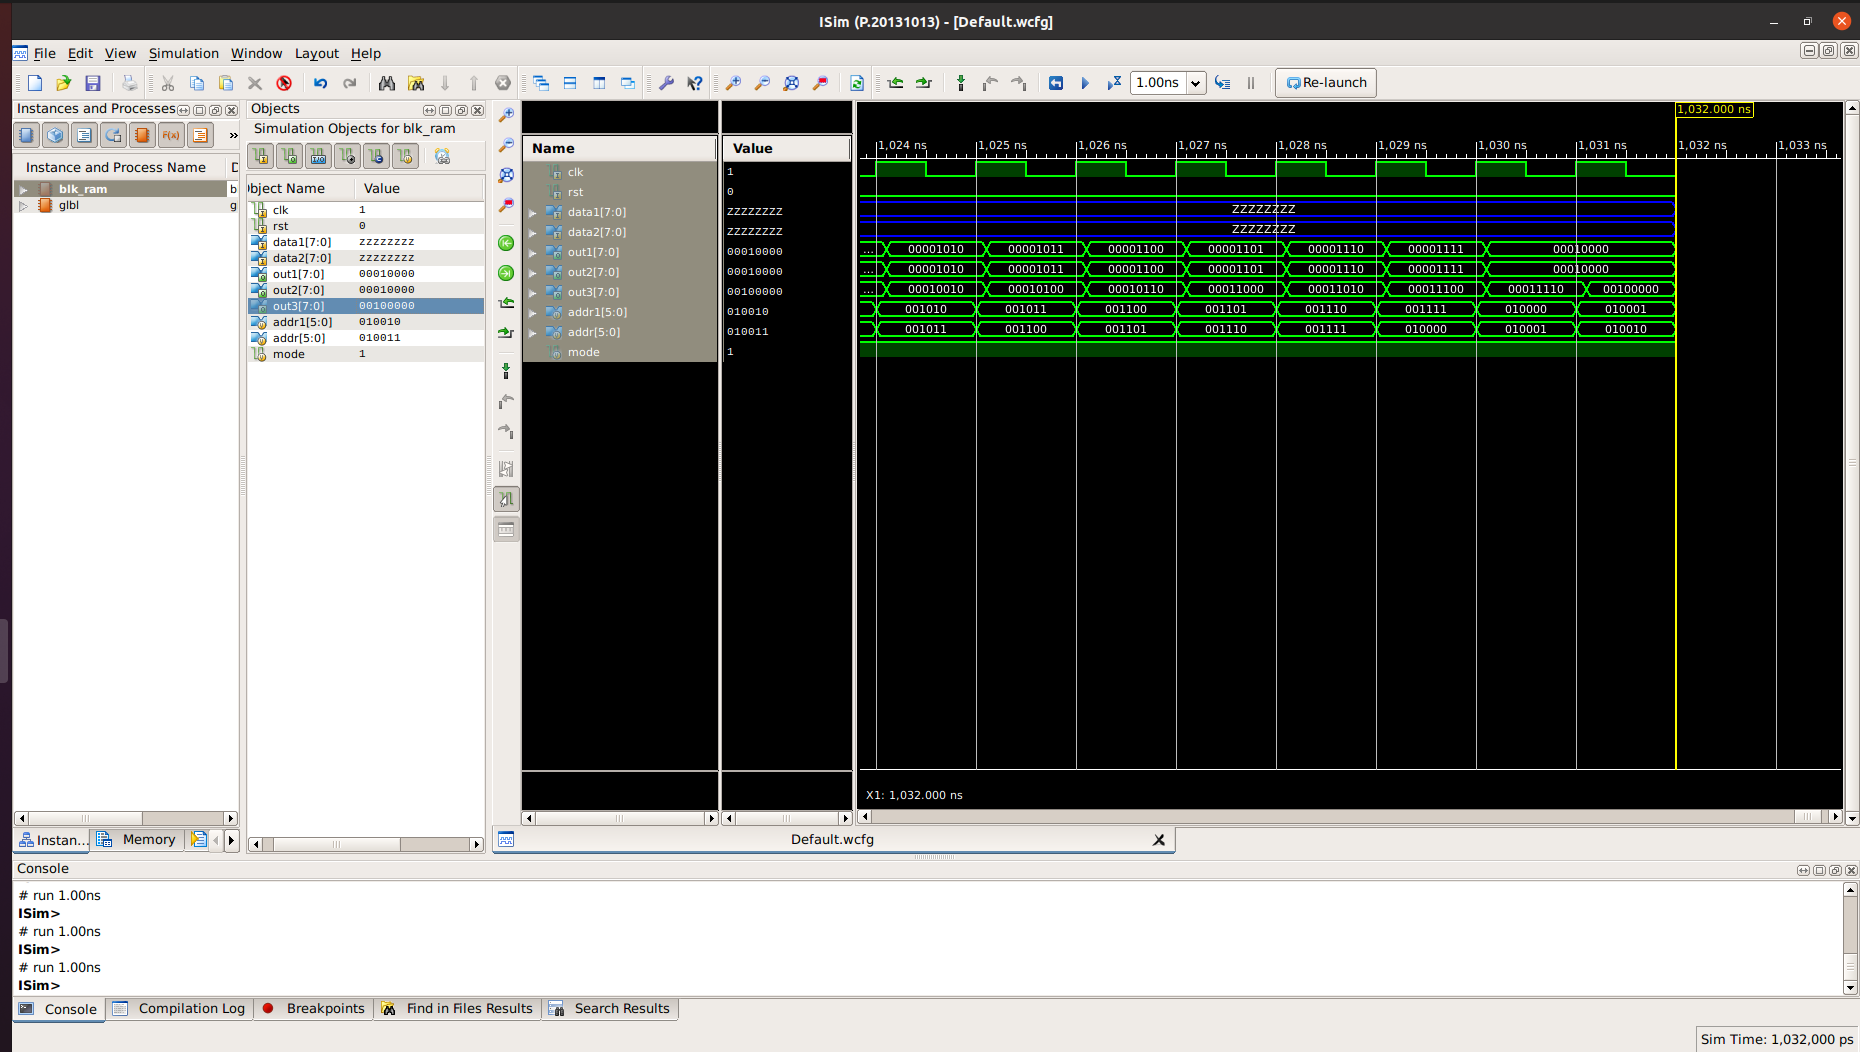 ISim (P.20131013) - [Default.wcfg]
File Edit View Simulation Window Layout Help
1.00ns
Re-launch
Instances and Processes
f(x)
»
Instance and Process Name D
blk_ram b
glbl g
Instan...
Memory
Objects
Simulation Objects for blk_ram
bject Name Value
clk 1
rst 0
data1[7:0] ZZZZZZZZ
data2[7:0] ZZZZZZZZ
out1[7:0] 00010000
out2[7:0] 00010000
out3[7:0] 00100000
addr1[5:0] 010010
addr[5:0] 010011
mode 1
Name Value
clk 1
rst 0
data1[7:0] ZZZZZZZZ
data2[7:0] ZZZZZZZZ
out1[7:0] 00010000
out2[7:0] 00010000
out3[7:0] 00100000
addr1[5:0] 010010
addr[5:0] 010011
mode 1
1,032.000 ns
1,024 ns 1,025 ns 1,026 ns 1,027 ns 1,028 ns 1,029 ns 1,030 ns 1,031 ns 1,032 ns 1,033 ns
ZZZZZZZZ
ZZZZZZZZ
... 00001010 00001011 00001100 00001101 00001110 00001111 00010000
... 00001010 00001011 00001100 00001101 00001110 00001111 00010000
... 00010010 00010100 00010110 00011000 00011010 00011100 00011110 00100000
001010 001011 001100 001101 001110 001111 010000 010001
001011 001100 001101 001110 001111 010000 010001 010010
X1: 1,032.000 ns
Default.wcfg
Console
# run 1.00ns
ISim>
# run 1.00ns
ISim>
# run 1.00ns
ISim>
Console Compilation Log Breakpoints Find in Files Results Search Results
Sim Time: 1,032,000 ps